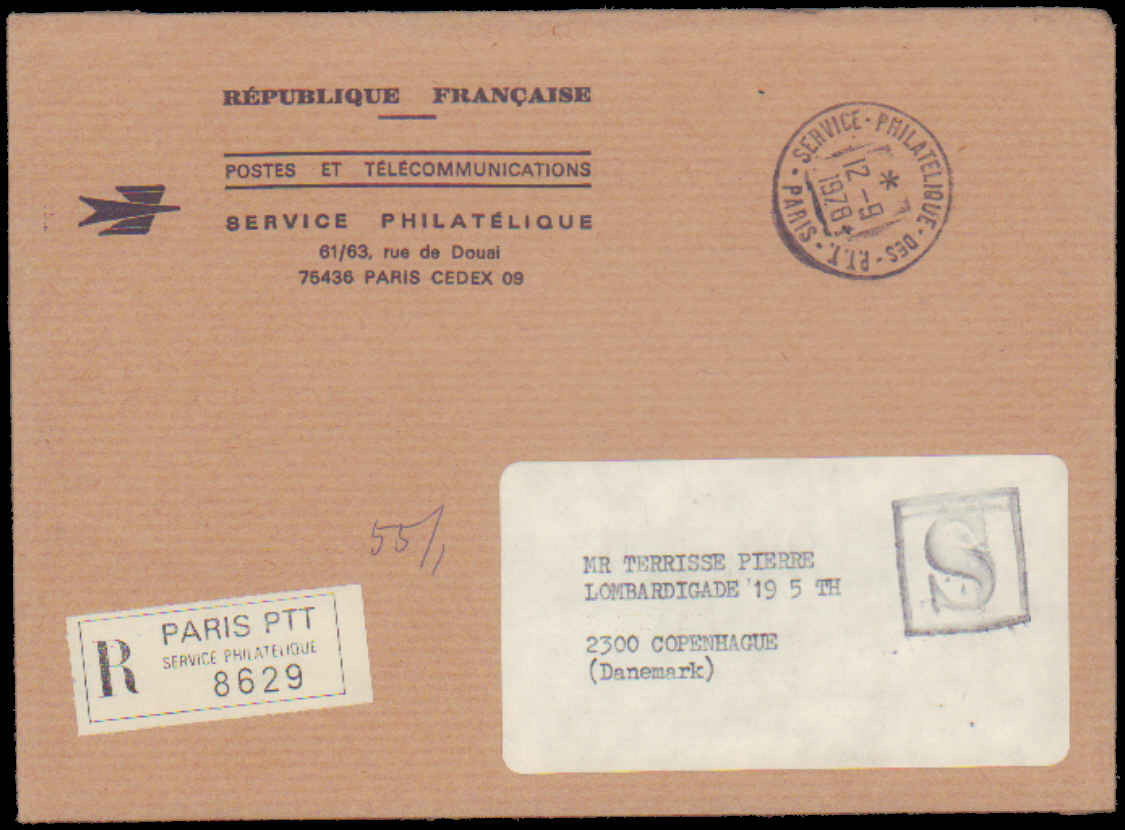 RÉPUBLIQUE FRANÇAISE
POSTES ET TÉLÉCOMMUNICATIONS
SERVICE PHILATÉLIQUE
61/63, rue de Douai
75436 PARIS CEDEX 09
SERVICE - PHILATELIQUE - DES - P.T.T. - PARIS -
12 - 9
1978
55/,
MR TERRISSE PIERRE
LOMBARDIGADE '19 5 TH
2300 COPENHAGUE
(Danemark)
S
R
PARIS PTT
SERVICE PHILATELIQUE
8629